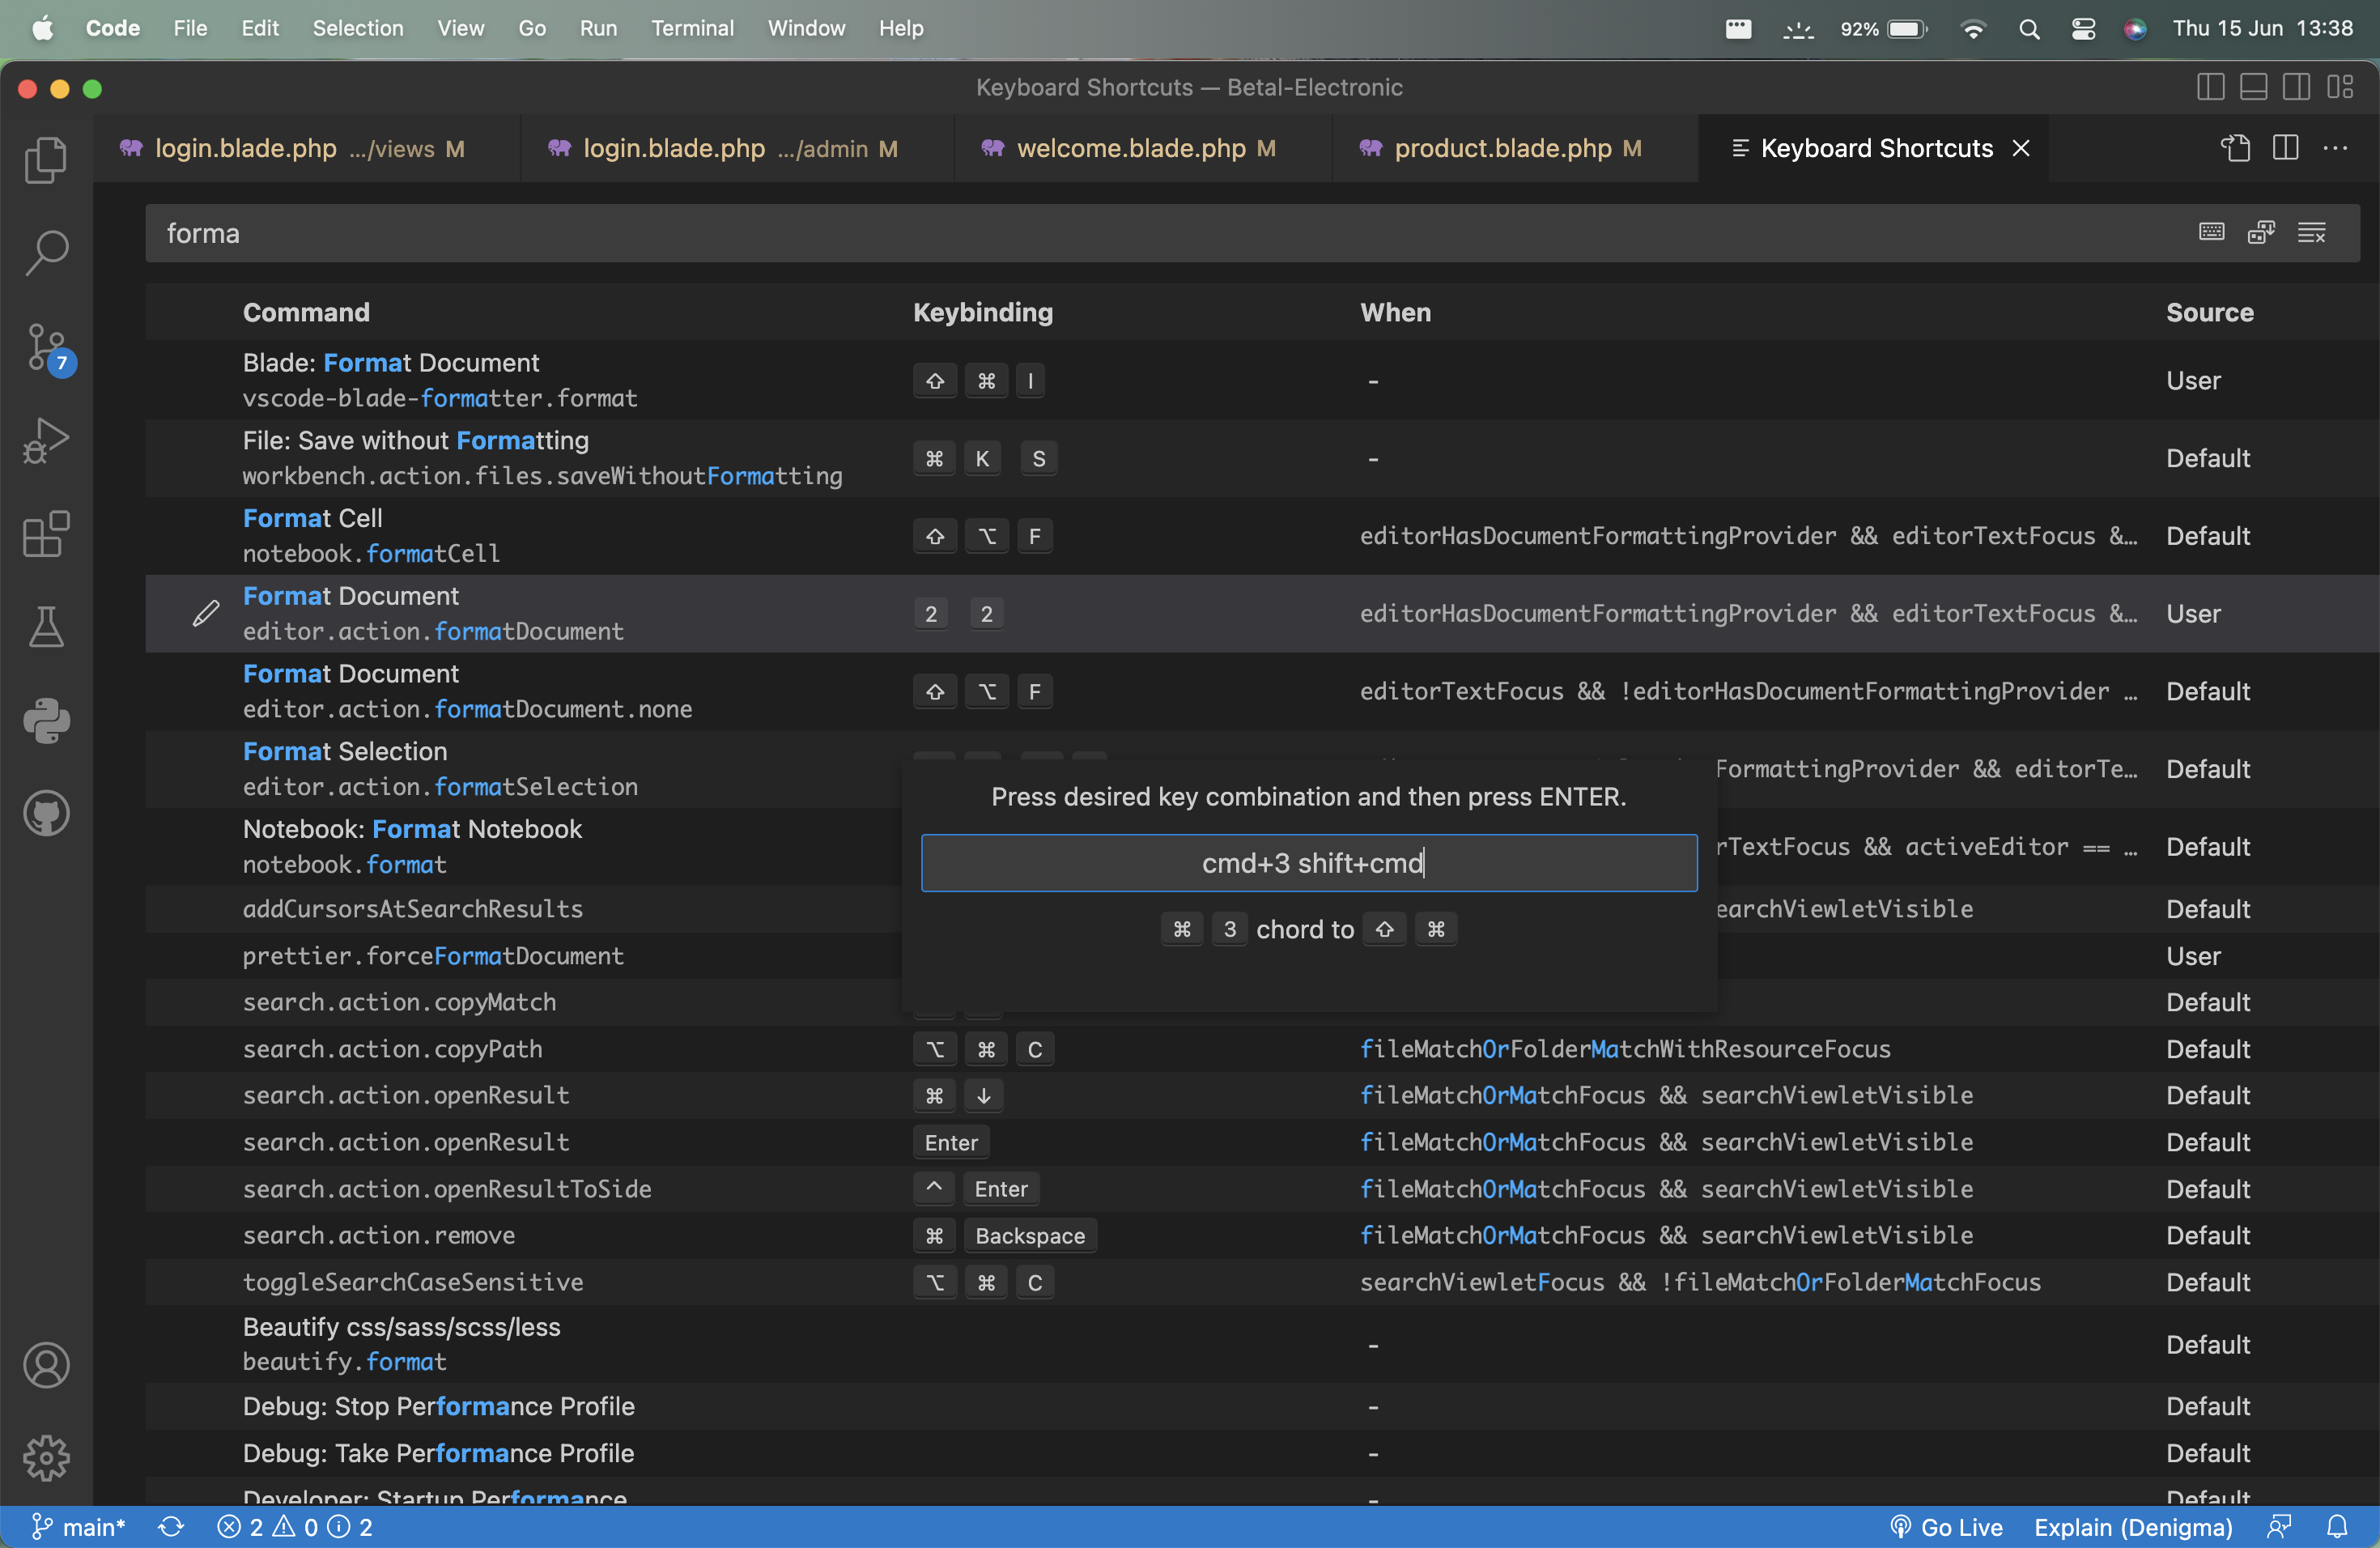 Code File Edit Selection View Go Run Terminal Window Help 92% Thu 15 Jun 13:38
Keyboard Shortcuts — Betal-Electronic
login.blade.php .../views M login.blade.php .../admin M welcome.blade.php M product.blade.php M Keyboard Shortcuts
forma
Command Keybinding When Source
Blade: Format Document
vscode-blade-formatter.format
⇧ ⌘ I - User
File: Save without Formatting
workbench.action.files.saveWithoutFormatting
⌘ K S - Default
Format Cell
notebook.formatCell
⇧ ⌥ F editorHasDocumentFormattingProvider && editorTextFocus &… Default
Format Document
editor.action.formatDocument
2 2 editorHasDocumentFormattingProvider && editorTextFocus &… User
Format Document
editor.action.formatDocument.none
⇧ ⌥ F editorTextFocus && !editorHasDocumentFormattingProvider … Default
Format Selection
editor.action.formatSelection
FormattingProvider && editorTe… Default
Notebook: Format Notebook
notebook.format
rTextFocus && activeEditor == … Default
Press desired key combination and then press ENTER.
cmd+3 shift+cmd
⌘ 3 chord to ⇧ ⌘
addCursorsAtSearchResults earchViewletVisible Default
prettier.forceFormatDocument User
search.action.copyMatch Default
search.action.copyPath ⌥ ⌘ C fileMatchOrFolderMatchWithResourceFocus Default
search.action.openResult ⌘ ↓ fileMatchOrMatchFocus && searchViewletVisible Default
search.action.openResult Enter fileMatchOrMatchFocus && searchViewletVisible Default
search.action.openResultToSide ^ Enter fileMatchOrMatchFocus && searchViewletVisible Default
search.action.remove ⌘ Backspace fileMatchOrMatchFocus && searchViewletVisible Default
toggleSearchCaseSensitive ⌥ ⌘ C searchViewletFocus && !fileMatchOrFolderMatchFocus Default
Beautify css/sass/scss/less
beautify.format
- Default
Debug: Stop Performance Profile - Default
Debug: Take Performance Profile - Default
Developer: Startup Performance - Default
7
main* 2 0 2 Go Live Explain (Denigma)